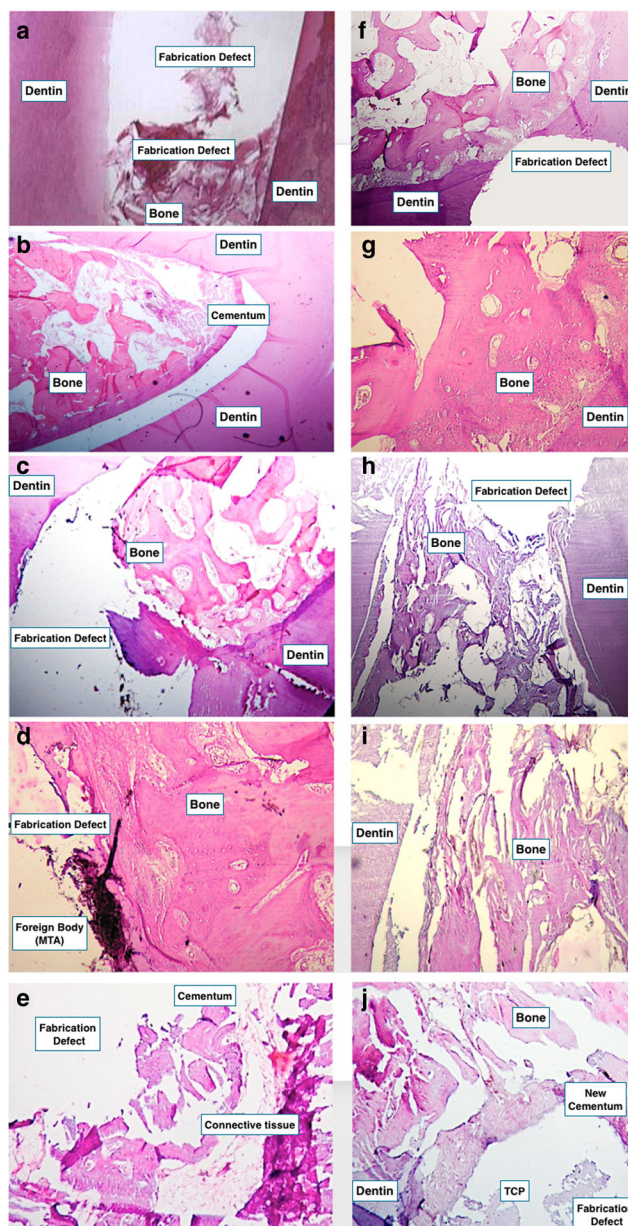 a
Fabrication Defect
Dentin
Fabrication Defect
Dentin
Bone
b
Dentin
Cementum
Bone
Dentin
c
Dentin
Bone
Fabrication Defect
Dentin
d
Bone
Fabrication Defect
Foreign Body
(MTA)
e
Cementum
Fabrication
Defect
Connective tissue
f
Bone
Dentin
Fabrication Defect
Dentin
g
Bone
Dentin
h
Fabrication Defect
Bone
Dentin
i
Dentin
Bone
j
Bone
New
Cementum
Dentin
TCP
Fabrication
Defect